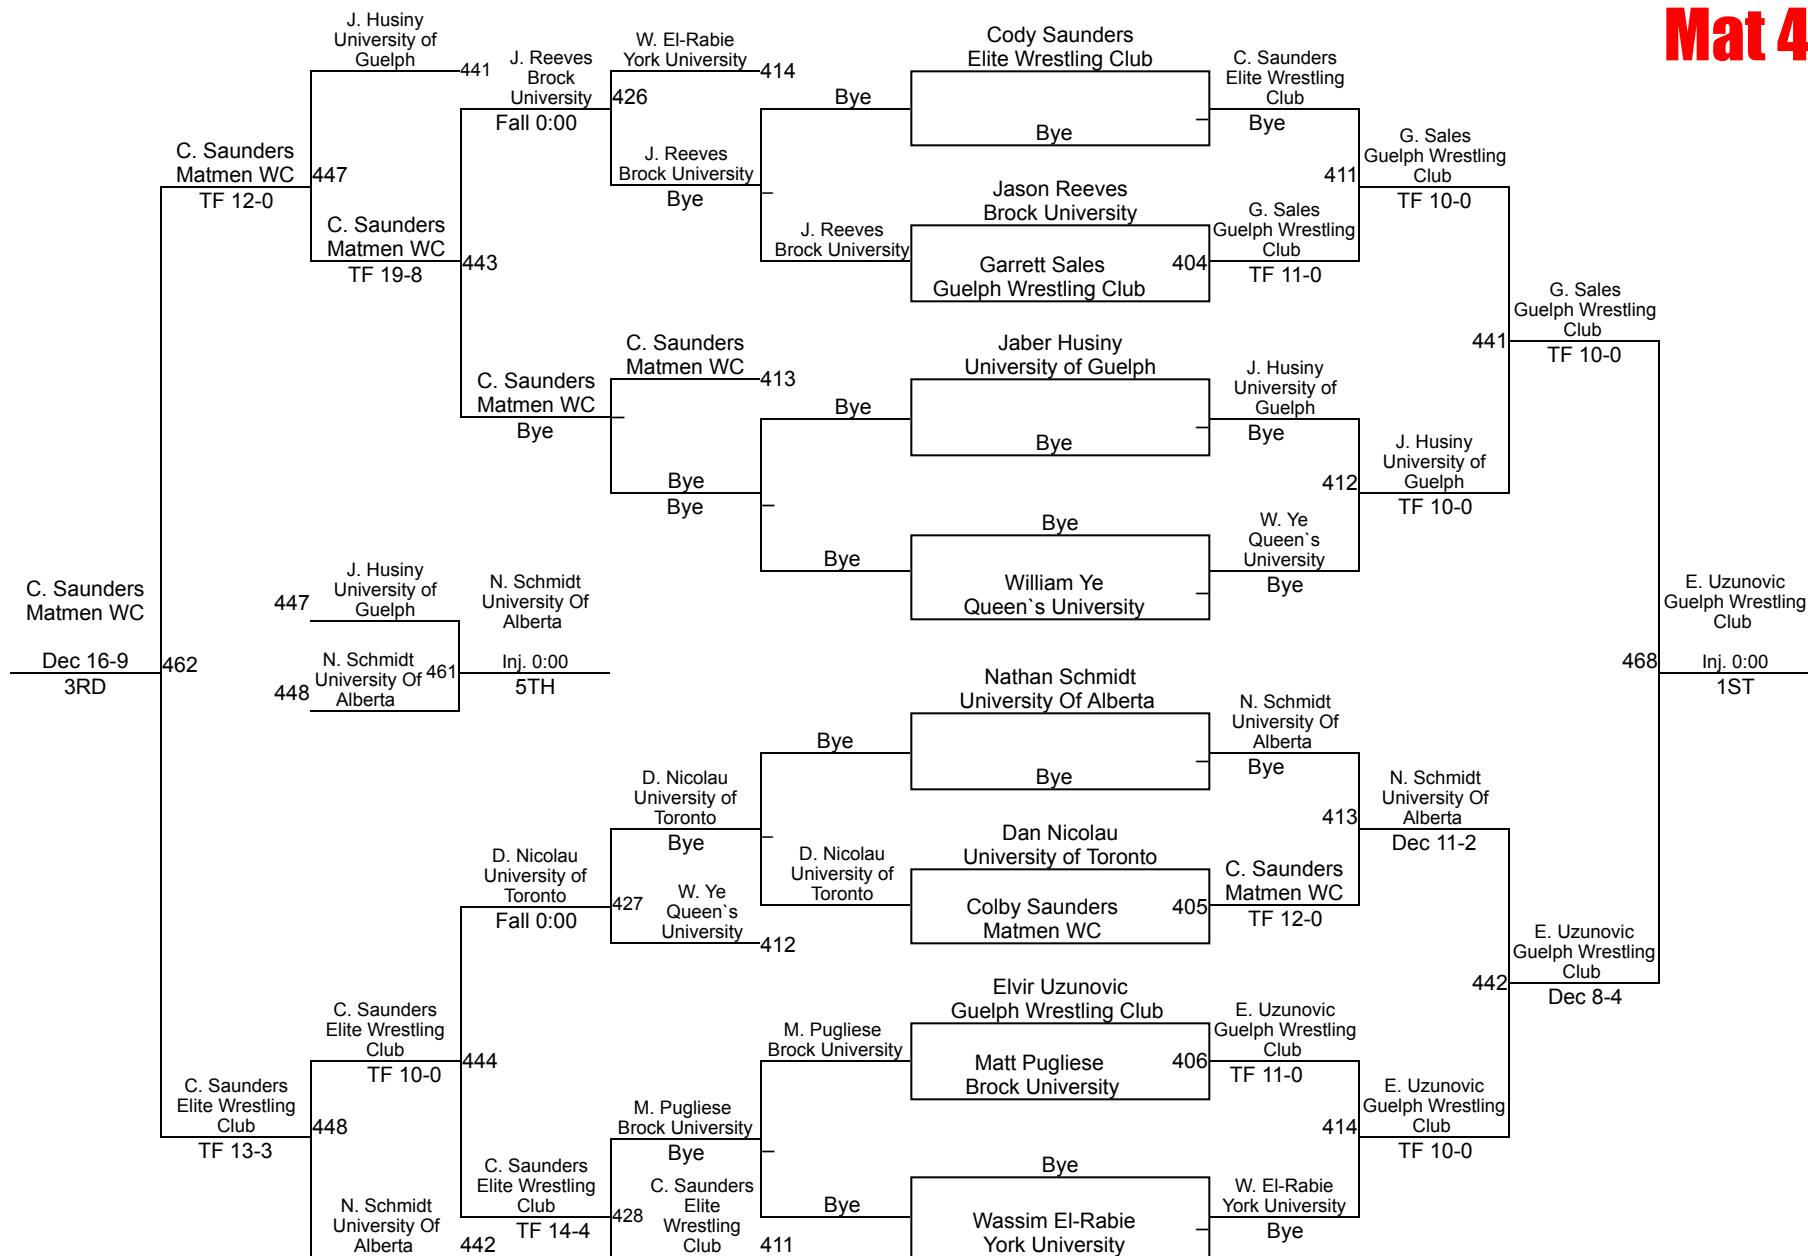 Mat 4
J. Husiny
University of
Guelph
441
J. Reeves
Brock
University
Fall 0:00
426
W. El-Rabie
York University
414
J. Reeves
Brock University
Bye
Bye
J. Reeves
Brock University
Cody Saunders
Elite Wrestling Club
Bye
C. Saunders
Elite Wrestling
Club
Bye
Jason Reeves
Brock University
Garrett Sales
Guelph Wrestling Club
404
G. Sales
Guelph Wrestling
Club
TF 11-0
411
G. Sales
Guelph Wrestling
Club
TF 10-0
C. Saunders
Matmen WC
TF 12-0
447
C. Saunders
Matmen WC
TF 19-8
443
C. Saunders
Matmen WC
Bye
C. Saunders
Matmen WC
413
Bye
Bye
Bye
Bye
Jaber Husiny
University of Guelph
Bye
J. Husiny
University of
Guelph
Bye
Bye
William Ye
Queen`s University
W. Ye
Queen`s
University
Bye
412
J. Husiny
University of
Guelph
TF 10-0
441
G. Sales
Guelph Wrestling
Club
TF 10-0
C. Saunders
Matmen WC
Dec 16-9
3RD
462
447
J. Husiny
University of
Guelph
448
N. Schmidt
University Of
Alberta
461
N. Schmidt
University Of
Alberta
Inj. 0:00
5TH
468
E. Uzunovic
Guelph Wrestling
Club
Inj. 0:00
1ST
Nathan Schmidt
University Of Alberta
Bye
N. Schmidt
University Of
Alberta
Bye
Bye
D. Nicolau
University of
Toronto
Bye
D. Nicolau
University of
Toronto
Dan Nicolau
University of Toronto
Colby Saunders
Matmen WC
405
C. Saunders
Matmen WC
TF 12-0
413
N. Schmidt
University Of
Alberta
Dec 11-2
D. Nicolau
University of
Toronto
Fall 0:00
427
W. Ye
Queen`s
University
412
442
E. Uzunovic
Guelph Wrestling
Club
Dec 8-4
C. Saunders
Elite Wrestling
Club
TF 10-0
444
M. Pugliese
Brock University
Elvir Uzunovic
Guelph Wrestling Club
Matt Pugliese
Brock University
406
E. Uzunovic
Guelph Wrestling
Club
TF 11-0
414
E. Uzunovic
Guelph Wrestling
Club
TF 10-0
C. Saunders
Elite Wrestling
Club
TF 13-3
448
M. Pugliese
Brock University
Bye
Bye
Bye
Wassim El-Rabie
York University
W. El-Rabie
York University
Bye
C. Saunders
Elite Wrestling
Club
TF 14-4
428
C. Saunders
Elite
Wrestling
Club
411
N. Schmidt
University Of
Alberta
442